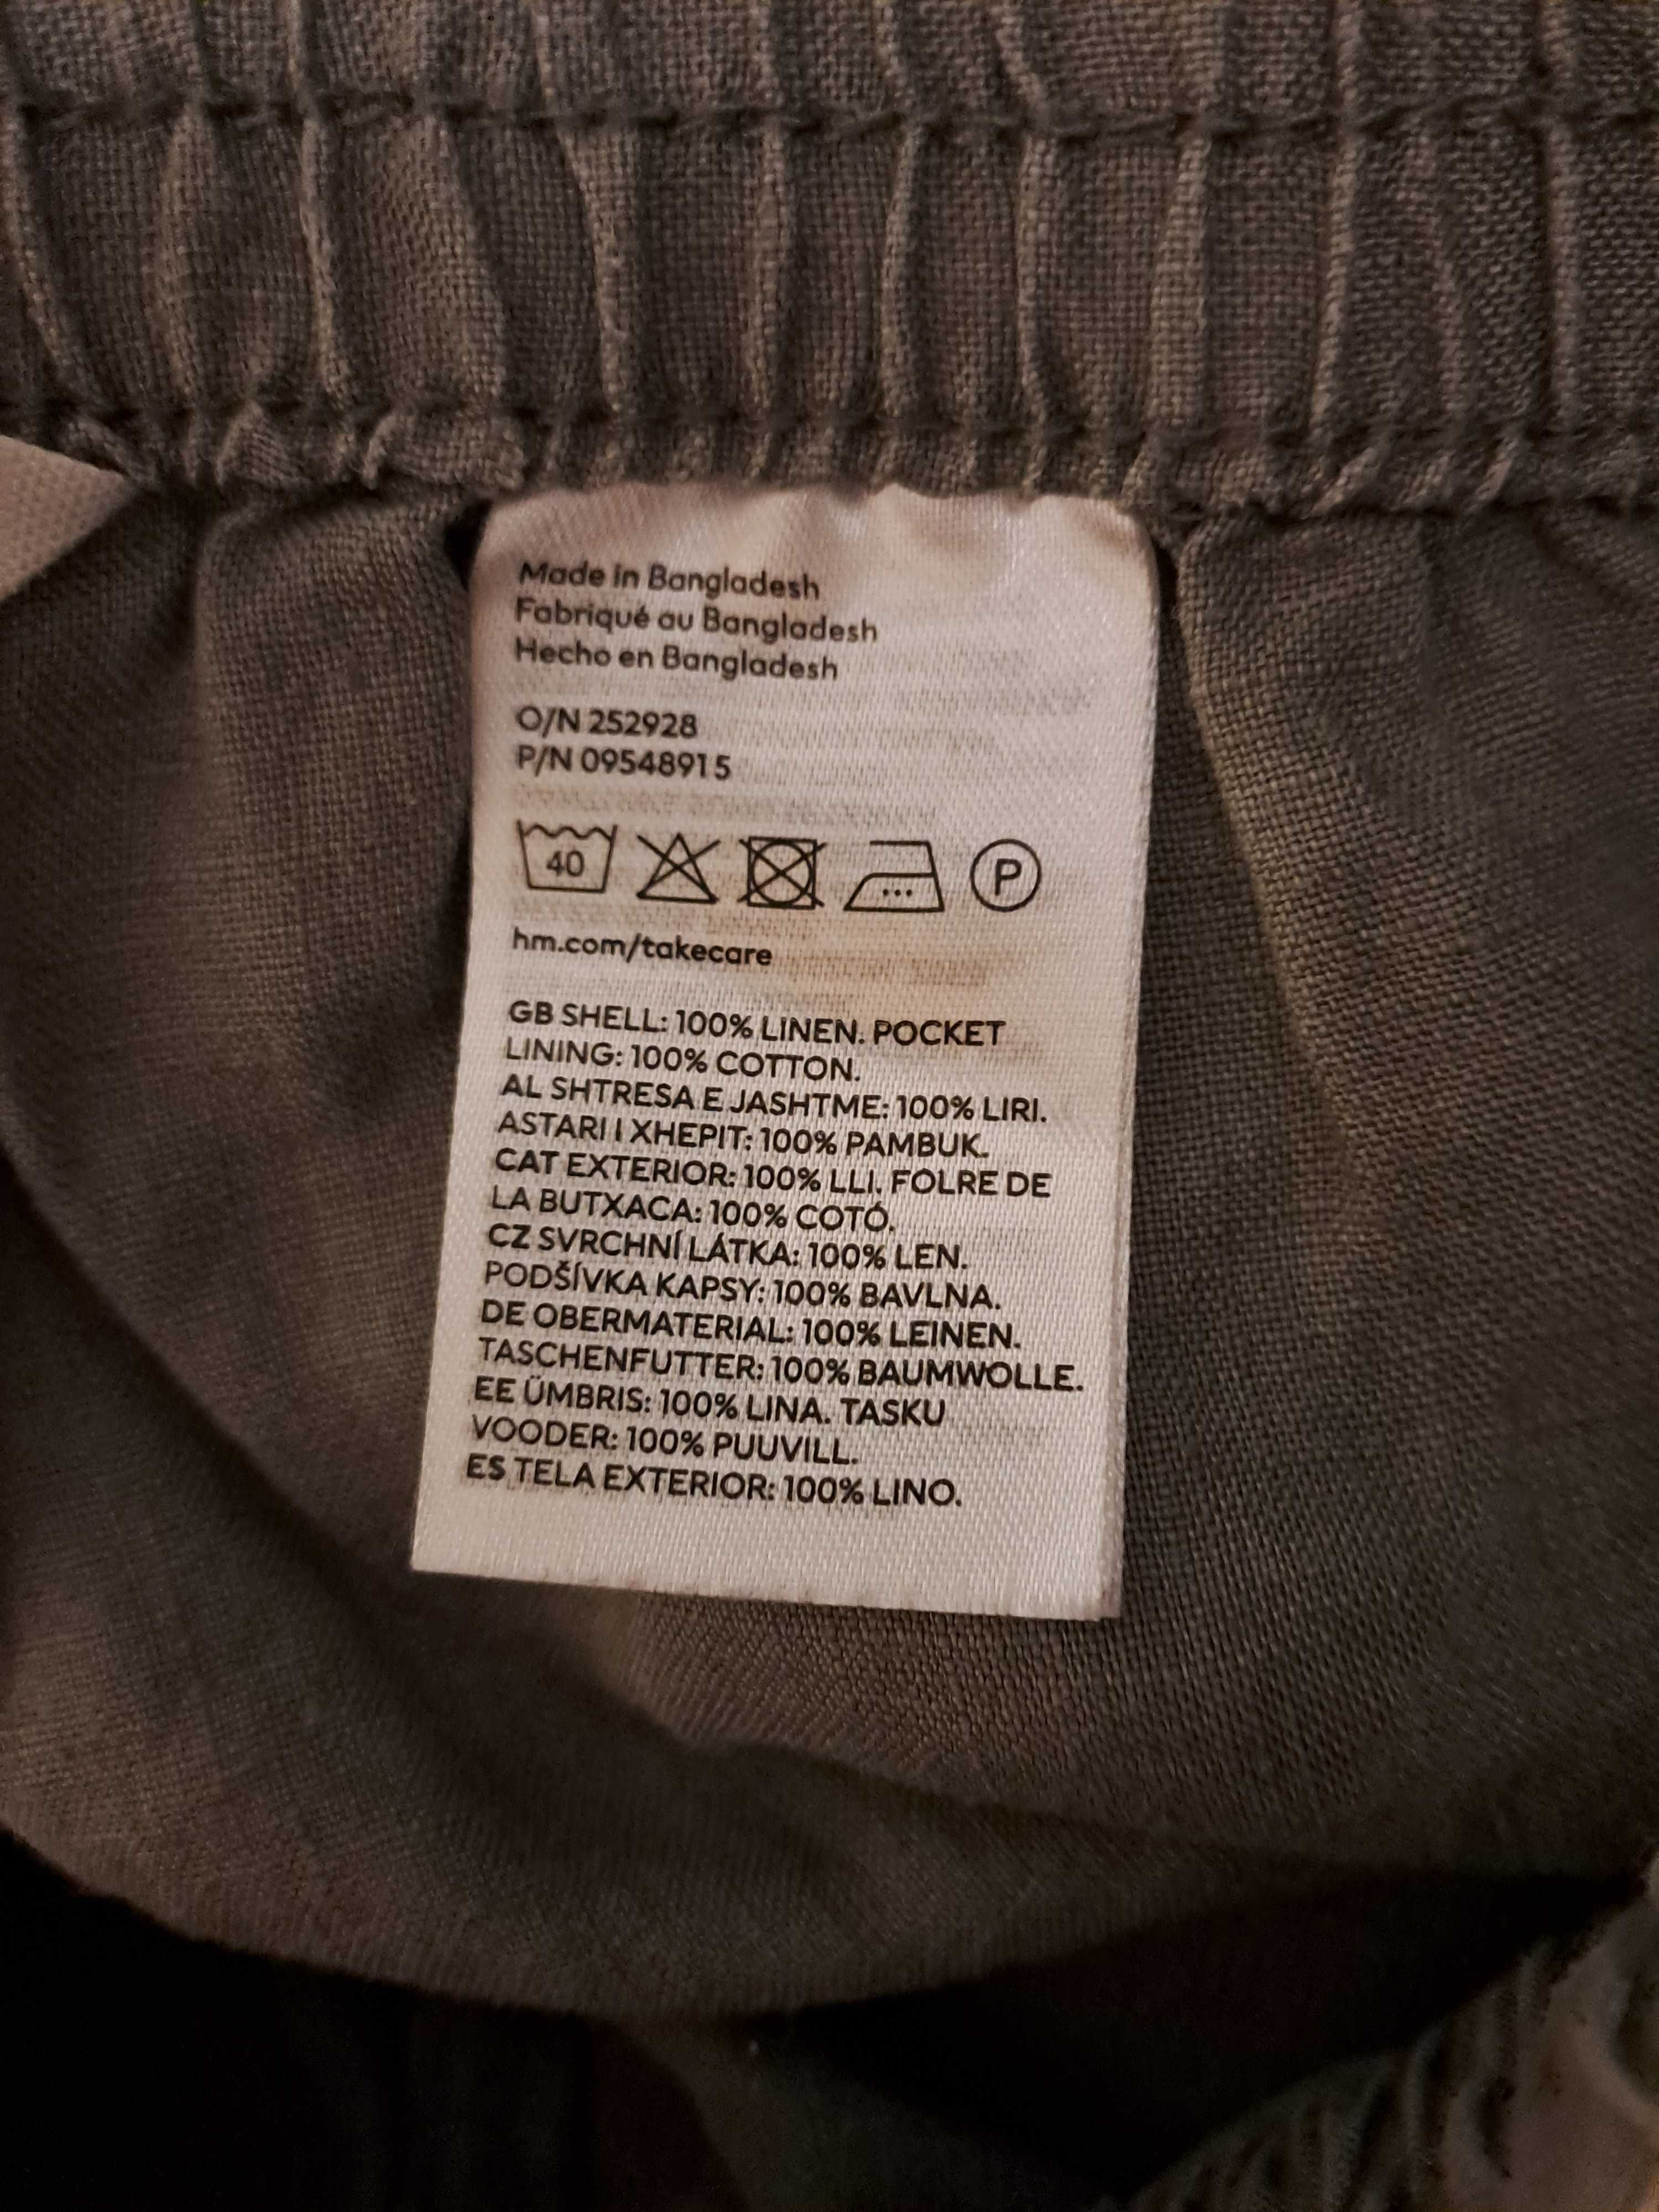 Made in Bangladesh
Fabriqué au Bangladesh
Hecho en Bangladesh
O/N 252928
P/N 09548915
40 P
hm.com/takecare
GB SHELL: 100% LINEN. POCKET
LINING: 100% COTTON.
AL SHTRESA E JASHTME: 100% LIRI.
ASTARI I XHEPIT: 100% PAMBUK.
CAT EXTERIOR: 100% LLI. FOLRE DE
LA BUTXACA: 100% COTÓ.
CZ SVRCHNÍ LÁTKA: 100% LEN.
PODŠÍVKA KAPSY: 100% BAVLNA.
DE OBERMATERIAL: 100% LEINEN.
TASCHENFUTTER: 100% BAUMWOLLE.
EE ÜMBRIS: 100% LINA. TASKU
VOODER: 100% PUUVILL.
ES TELA EXTERIOR: 100% LINO.